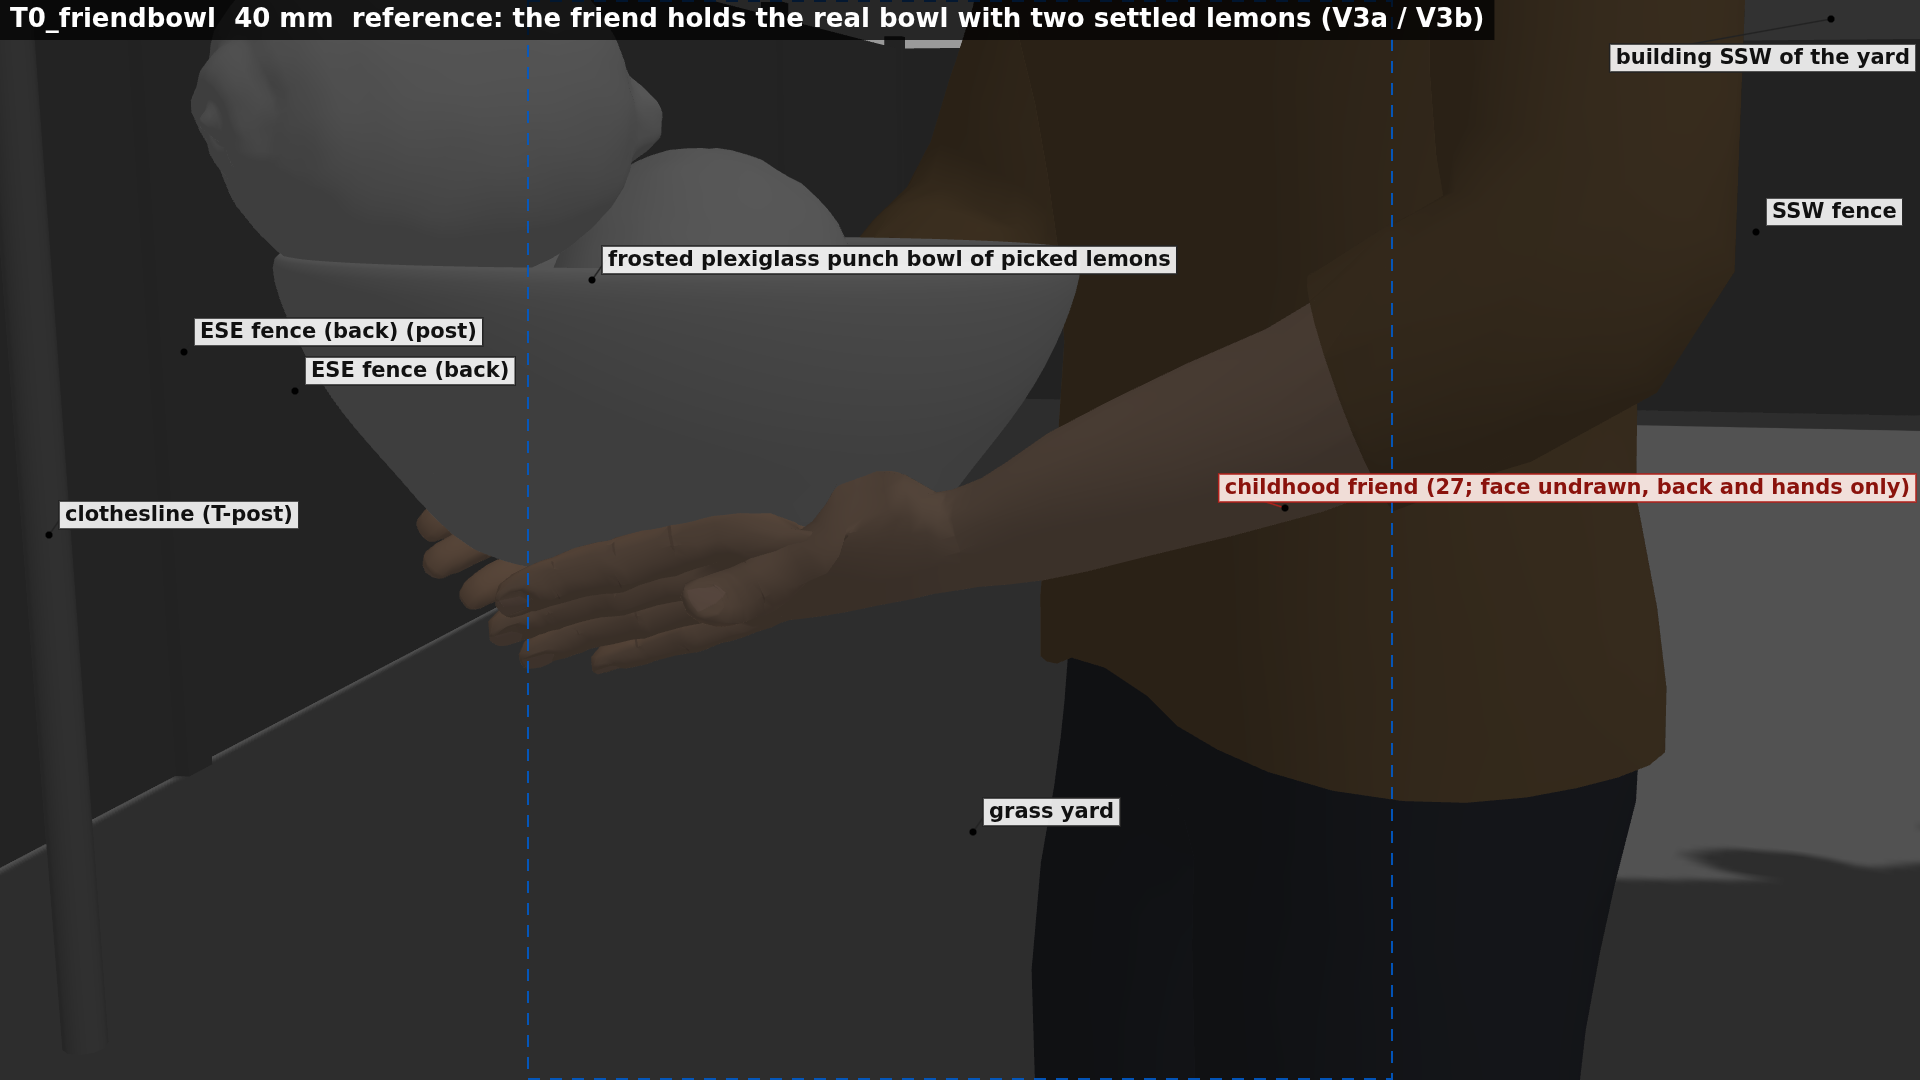 T0_friendbowl  40 mm  reference: the friend holds the real bowl with two settled lemons (V3a / V3b)
building SSW of the yard
SSW fence
frosted plexiglass punch bowl of picked lemons
ESE fence (back) (post)
ESE fence (back)
childhood friend (27; face undrawn, back and hands only)
clothesline (T-post)
grass yard